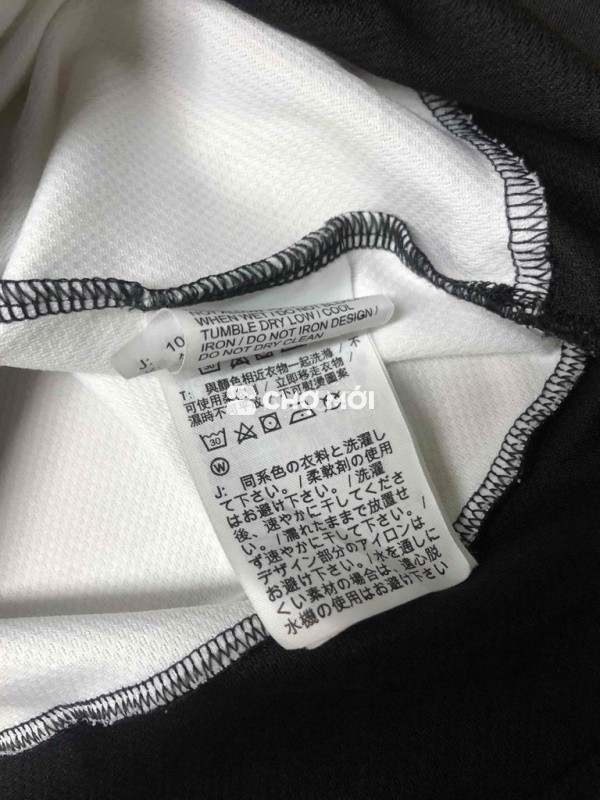 WHEN WET / DO NOT BLEACH /
TUMBLE DRY LOW / COOL
IRON / DO NOT IRON DESIGN /
DO NOT DRY CLEAN
J: 10
T: 與顏色相近衣物一起洗滌 / 不
可使用柔 / 立即移走衣物 /
濕時不 不可熨燙圖案
CHỢ MỚI
30
W
J: 同系色の衣料と洗濯し
て下さい。/ 柔軟剤の使用
はお避け下さい。/ 洗濯
後、速やかに干してくださ
い。/ 濡れたままで放置せ
ず速やかに干して下さい。/
デザイン部分のアイロンは
お避け下さい。/ 水を通しに
くい素材の場合は、遠心脱
水機の使用はお避け下さい